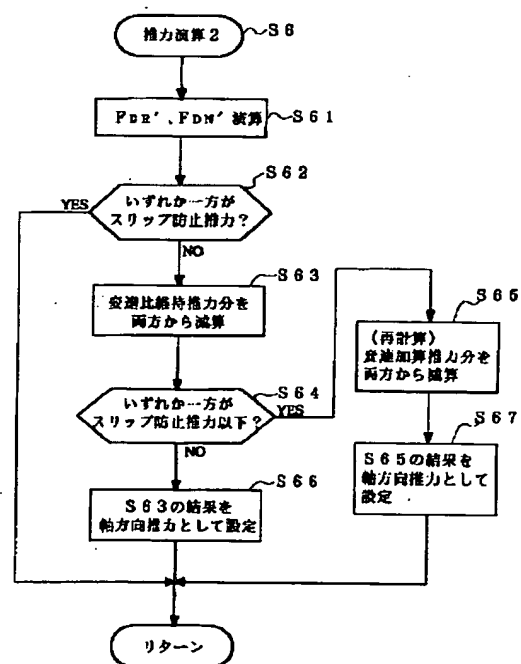 推力演算2
S6
FDR′、FDN′演算
S61
S62
いずれか一方が
スリップ防止推力?
YES
NO
S63
変速比維持推力分を
両方から減算
S64
いずれか一方が
スリップ防止推力以下?
YES
NO
S65
(再計算)
変速加算推力分を
両方から減算
S66
S63の結果を
軸方向推力として設定
S67
S65の結果を
軸方向推力として
設定
リターン